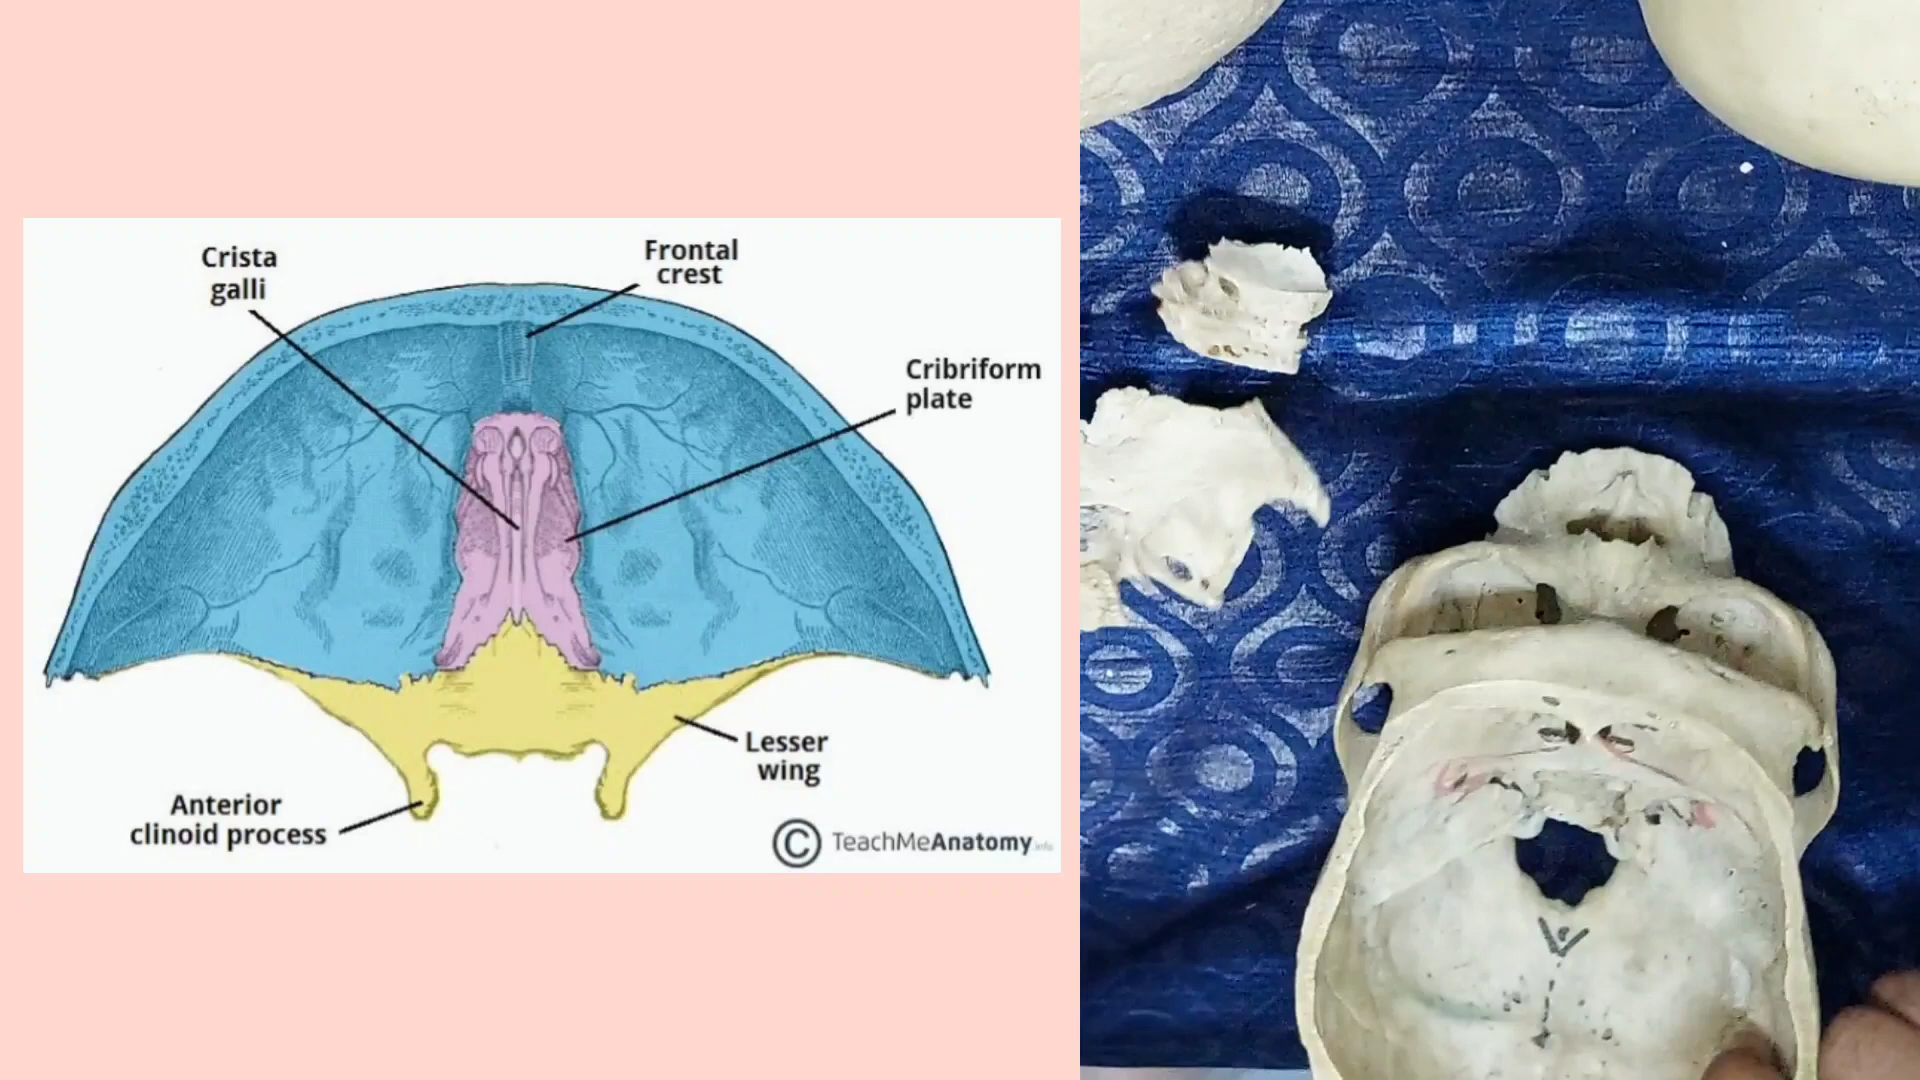 Crista
galli
Frontal
crest
Cribriform
plate
Lesser
wing
Anterior
clinoid process
© TeachMeAnatomy